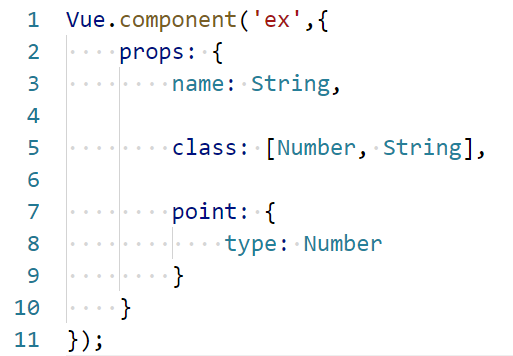 1 Vue.component('ex',{
2     props: {
3         name: String,
4
5         class: [Number, String],
6
7         point: {
8             type: Number
9         }
10     }
11 });